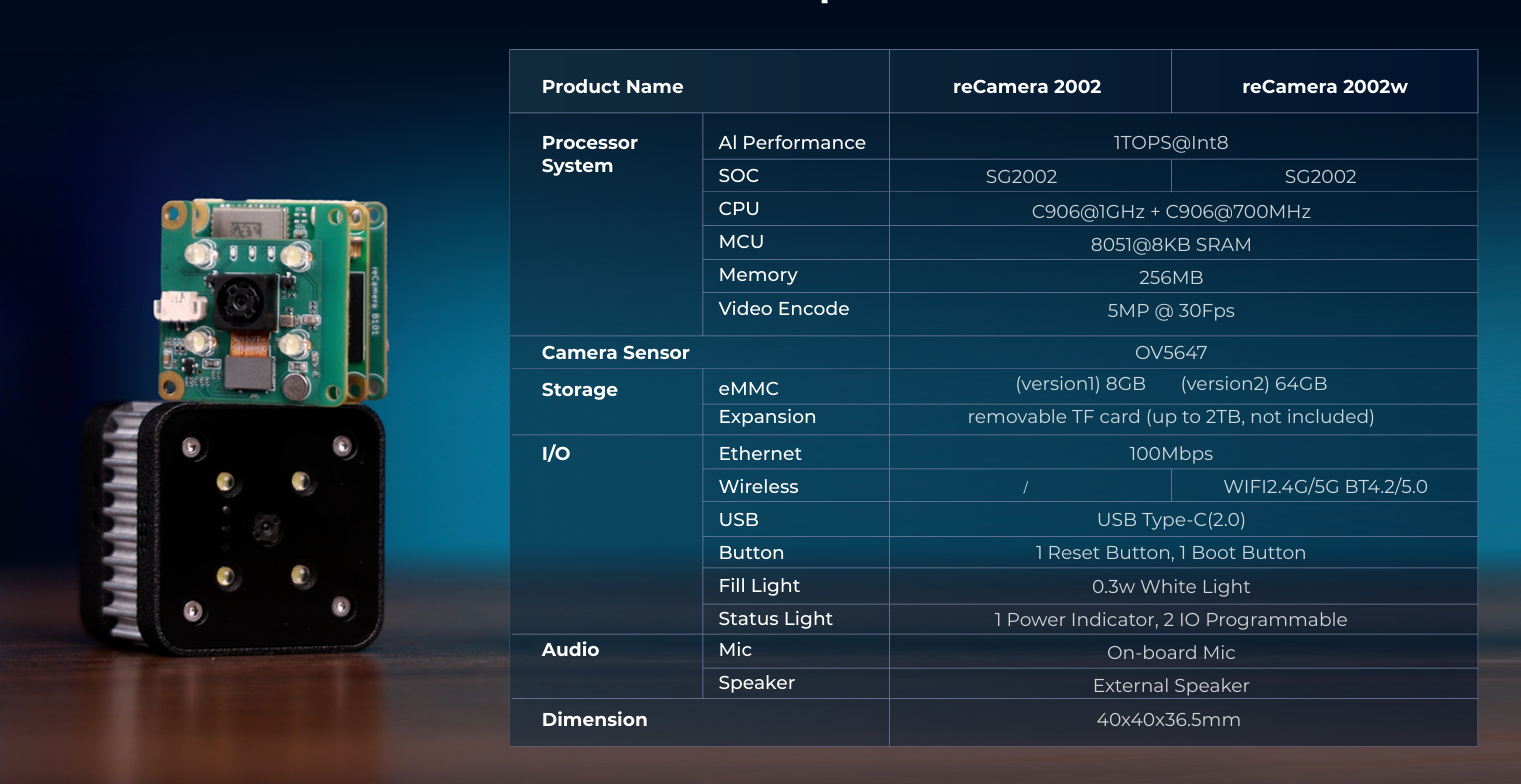 Product Name reCamera 2002 reCamera 2002w
Processor System
AI Performance 1TOPS@Int8
SOC SG2002 SG2002
CPU C906@1GHz + C906@700MHz
MCU 8051@8KB SRAM
Memory 256MB
Video Encode 5MP @ 30Fps
Camera Sensor OV5647
Storage eMMC (version1) 8GB (version2) 64GB
Expansion removable TF card (up to 2TB, not included)
I/O Ethernet 100Mbps
Wireless / WIFI2.4G/5G BT4.2/5.0
USB USB Type-C(2.0)
Button 1 Reset Button, 1 Boot Button
Fill Light 0.3w White Light
Status Light 1 Power Indicator, 2 IO Programmable
Audio Mic On-board Mic
Speaker External Speaker
Dimension 40x40x36.5mm
reCamera B101